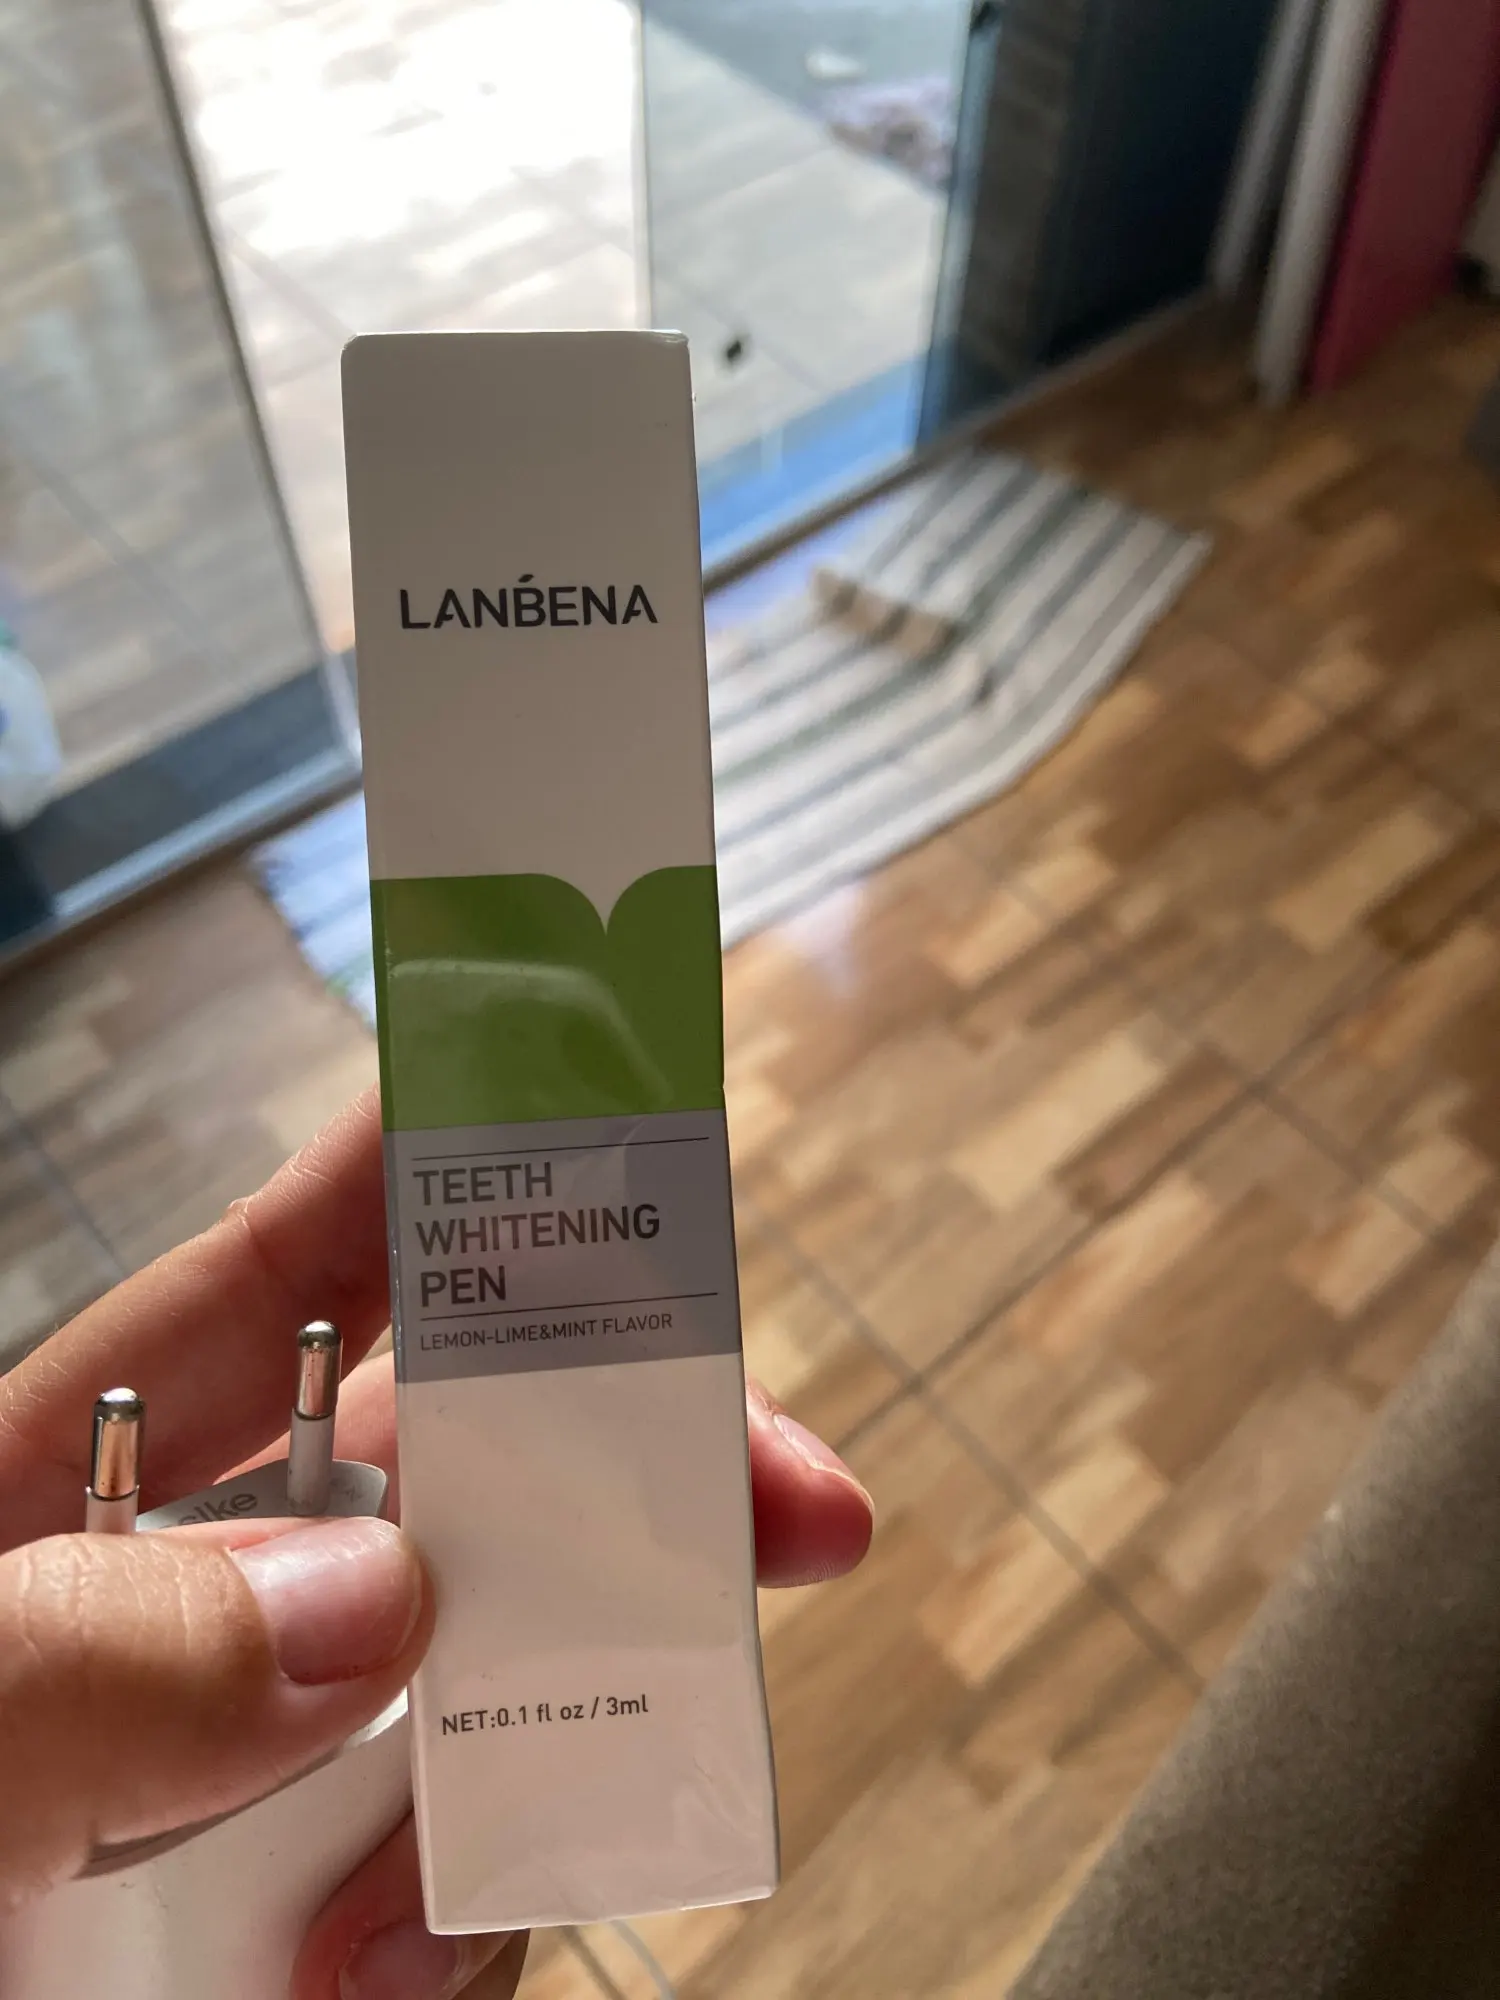 LANBENA
TEETH
WHITENING
PEN
LEMON-LIME&MINT FLAVOR
NET:0.1 fl oz / 3ml